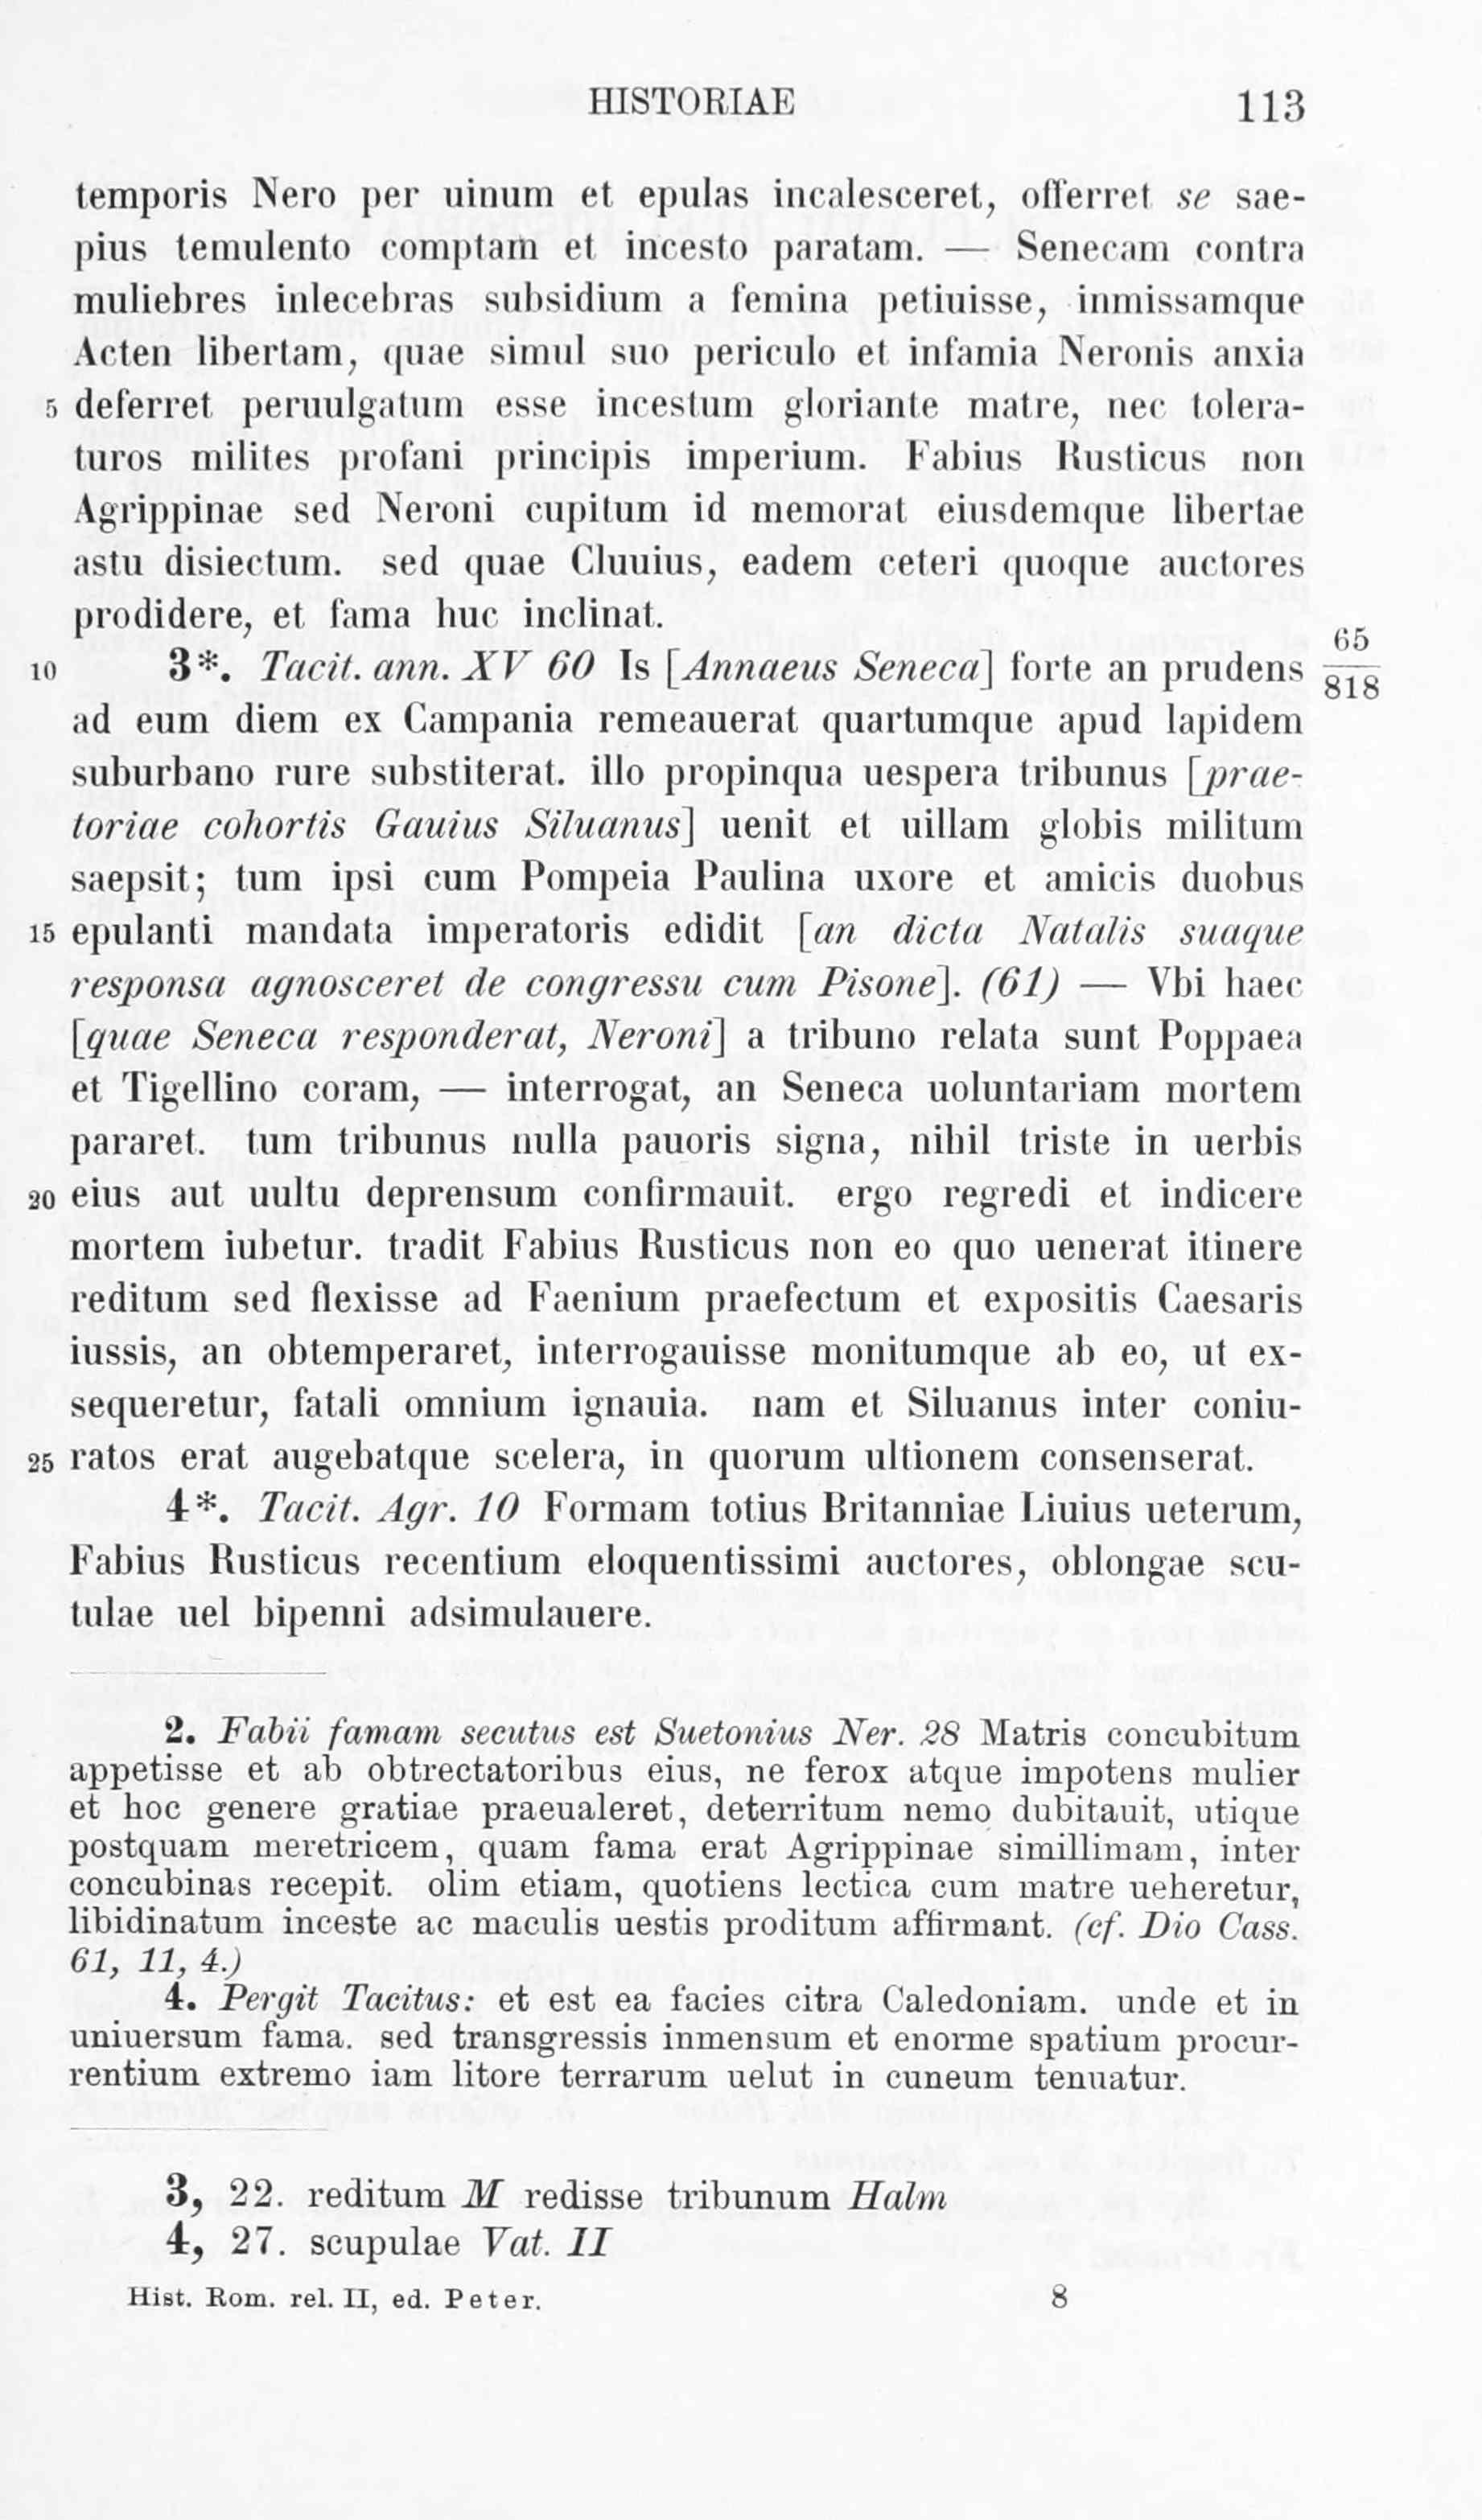 HISTORIAE 113
temporis Nero per uinum et epulas incalesceret, offerret se sae-
pius temulento comptam et incesto paratam. — Senecam contra
muliebres inlecebras subsidium a femina petiuisse, inmissamque
Acten libertam, quae simul suo periculo et infamia Neronis anxia
5 deferret peruulgatum esse incestum gloriante matre, nec tolera-
turos milites profani principis imperium. Fabius Rusticus non
Agrippinae sed Neroni cupitum id memorat eiusdemque libertae
astu disiectum. sed quae Cluuius, eadem ceteri quoque auctores
prodidere, et fama huc inclinat.
10 3*. Tacit. ann. XV 60 Is [Annaeus Seneca] forte an prudens 65/818
ad eum diem ex Campania remeauerat quartumque apud lapidem
suburbano rure substiterat. illo propinqua uespera tribunus [prae-
toriae cohortis Gauius Siluanus] uenit et uillam globis militum
saepsit; tum ipsi cum Pompeia Paulina uxore et amicis duobus
15 epulanti mandata imperatoris edidit [an dicta Natalis suaque
responsa agnosceret de congressu cum Pisone]. (61) — Vbi haec
[quae Seneca responderat, Neroni] a tribuno relata sunt Poppaea
et Tigellino coram, — interrogat, an Seneca uoluntariam mortem
pararet. tum tribunus nulla pauoris signa, nihil triste in uerbis
20 eius aut uultu deprensum confirmauit. ergo regredi et indicere
mortem iubetur. tradit Fabius Rusticus non eo quo uenerat itinere
reditum sed flexisse ad Faenium praefectum et expositis Caesaris
iussis, an obtemperaret, interrogauisse monitumque ab eo, ut ex-
sequeretur, fatali omnium ignauia. nam et Siluanus inter coniu-
25 ratos erat augebatque scelera, in quorum ultionem consenserat.
4*. Tacit. Agr. 10 Formam totius Britanniae Liuius ueterum,
Fabius Rusticus recentium eloquentissimi auctores, oblongae scu-
tulae uel bipenni adsimulauere.
2. Fabii famam secutus est Suetonius Ner. 28 Matris concubitum
appetisse et ab obtrectatoribus eius, ne ferox atque impotens mulier
et hoc genere gratiae praeualeret, deterritum nemo dubitauit, utique
postquam meretricem, quam fama erat Agrippinae simillimam, inter
concubinas recepit. olim etiam, quotiens lectica cum matre ueheretur,
libidinatum inceste ac maculis uestis proditum affirmant. (cf. Dio Cass.
61, 11, 4.)
4. Pergit Tacitus: et est ea facies citra Caledoniam. unde et in
uniuersum fama. sed transgressis inmensum et enorme spatium procur-
rentium extremo iam litore terrarum uelut in cuneum tenuatur.
3, 22. reditum M redisse tribunum Halm
4, 27. scupulae Vat. II
Hist. Rom. rel. II, ed. Peter. 8